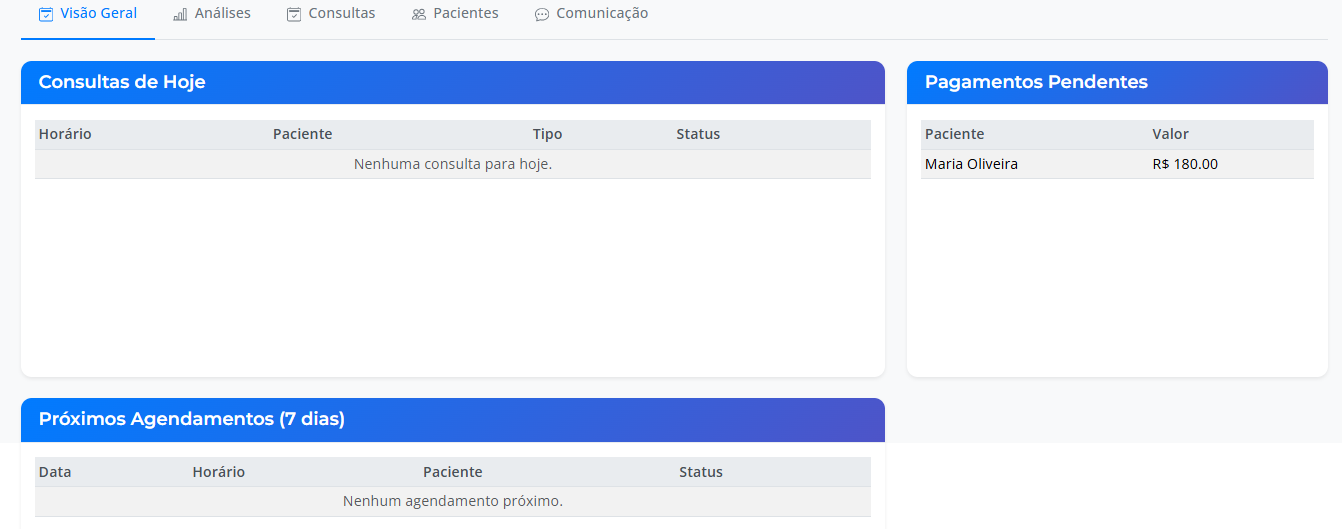 Visão Geral Análises Consultas Pacientes Comunicação
Consultas de Hoje
Horário Paciente Tipo Status
Nenhuma consulta para hoje.
Pagamentos Pendentes
Paciente Valor
Maria Oliveira R$ 180.00
Próximos Agendamentos (7 dias)
Data Horário Paciente Status
Nenhum agendamento próximo.